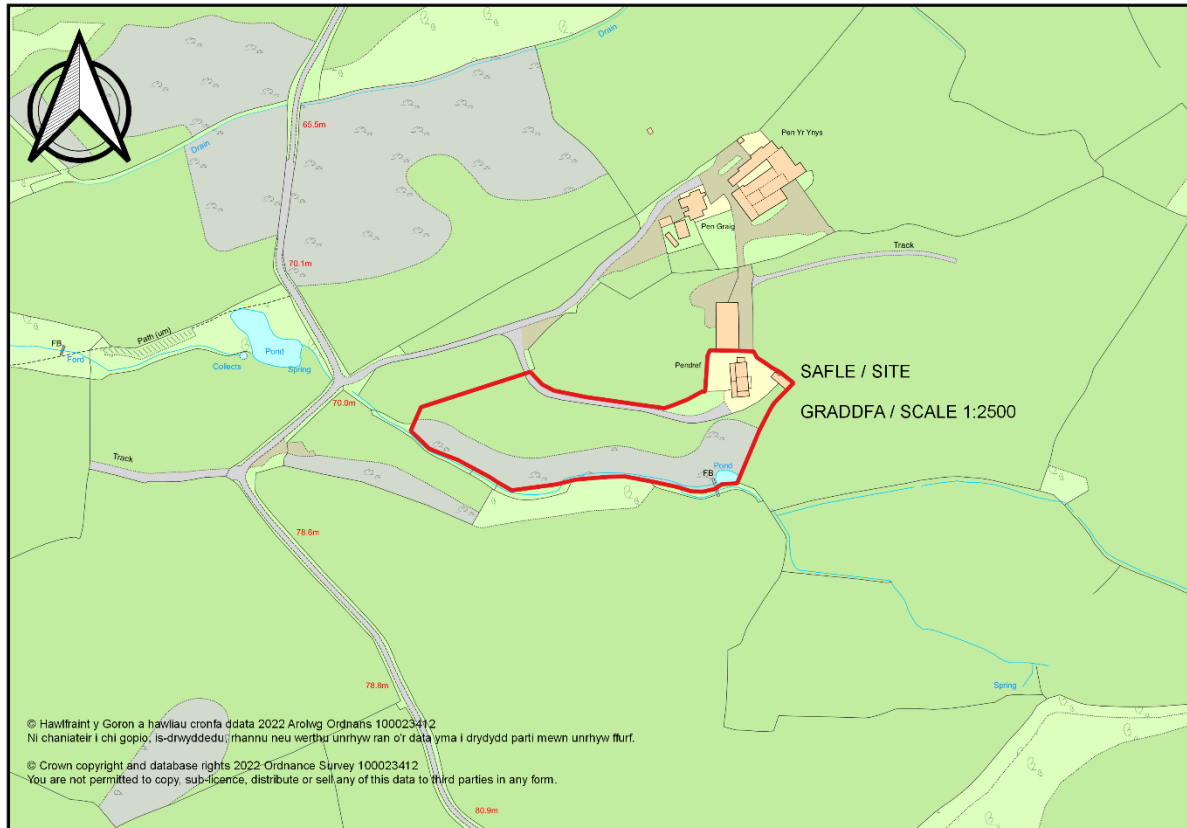 Drain
65.5m
Pen Yr Ynys
Drain
Pen Graig
Track
70.1m
Path (um)
FB
Ford
Pond
Collects
Spring
Pendref
SAFLE / SITE
70.0m
GRADDFA / SCALE 1:2500
Track
Pond
FB
78.6m
78.8m
Spring
© Hawlfraint y Goron a hawliau cronfa ddata 2022 Arolwg Ordnans 100023412
Ni chaniateir i chi gopio, is-drwyddedu, rhannu neu werthu unrhyw ran o'r data yma i drydydd parti mewn unrhyw ffurf.
© Crown copyright and database rights 2022 Ordnance Survey 100023412
You are not permitted to copy, sub-licence, distribute or sell any of this data to third parties in any form.
80.9m